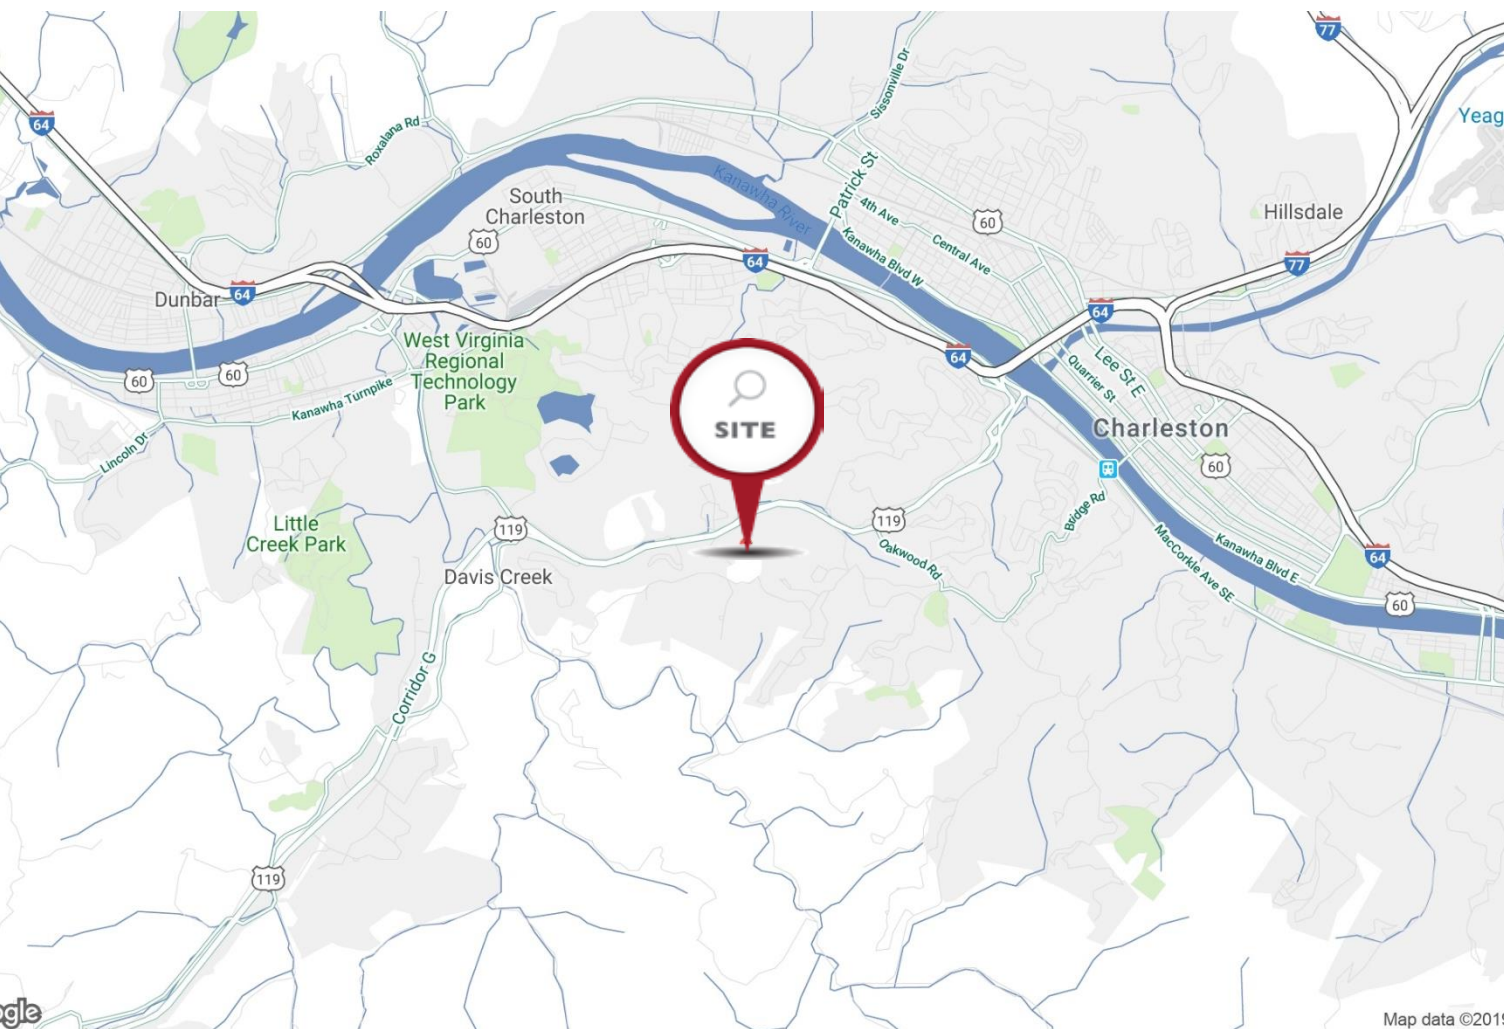 77
Sissonville Dr
64
Roxalana Rd
Yeag
Patrick St
Kanawha River
South
Charleston
4th Ave
60
Hillsdale
60
Central Ave
Kanawha Blvd W
64
77
Dunbar
64
64
West Virginia
Regional
Technology
Park
64
Lee St E
Quarrier St
60
60
Kanawha Turnpike
SITE
Charleston
Lincoln Dr
60
Bridge Rd
119
119
Little
Creek Park
Oakwood Rd
MacCorkle Ave SE
Kanawha Blvd E
64
Davis Creek
60
Corridor G
119
ogle
Map data ©2019